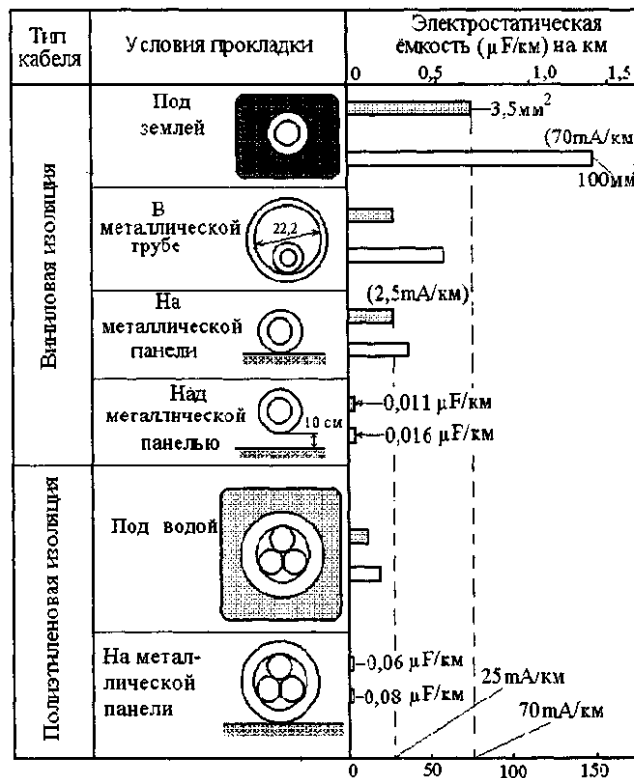 Тип
кабеля
Условия прокладки
Электростатическая
ёмкость (μF/км) на км
0 0,5 1,0 1,5
Виниловая изоляция
Под
землей
3,5мм²
(70mA/км
100мм
В
металлической
трубе
22,2
На
металлической
панели
(2,5mA/км)
Над
металлической
панелью
10 см
0,011 μF/км
0,016 μF/км
Полиэтиленовая изоляция
Под водой
На метал-
лической
панели
0,06 μF/км
0,08 μF/км
25mA/км
70mA/км
0 50 100 150